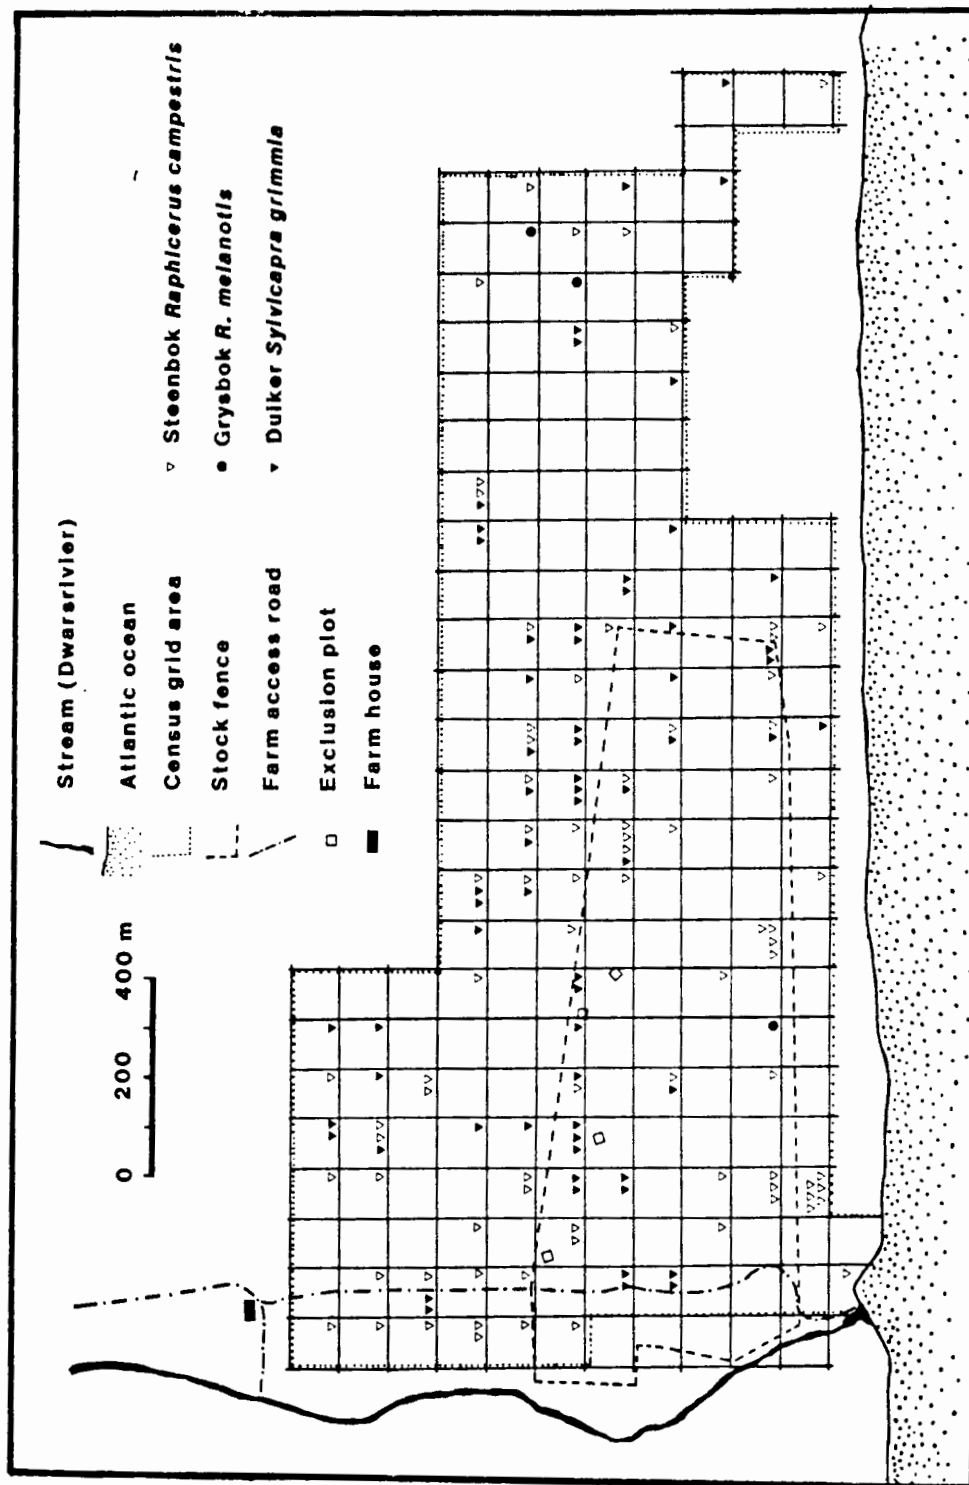 0 200 400 m
Stream (Dwarsrivier)
Atlantic ocean
Census grid area
Stock fence
Farm access road
Exclusion plot
Farm house
Steenbok Raphicerus campestris
Grysbok R. melanotis
Duiker Sylvicapra grimmia